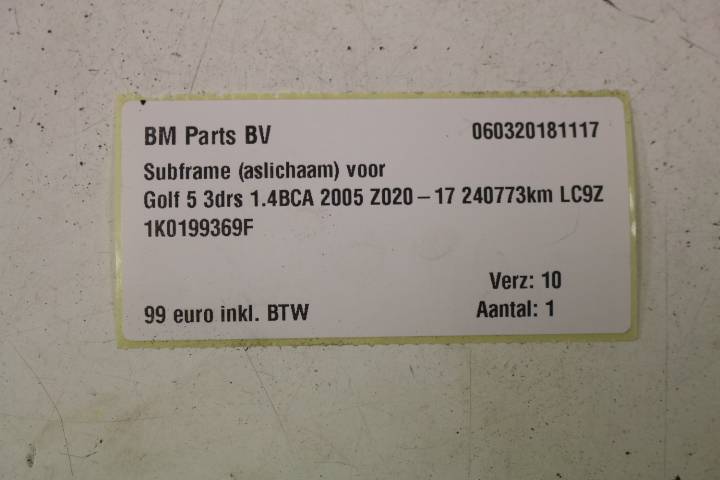 BM Parts BV 060320181117
Subframe (aslichaam) voor
Golf 5 3drs 1.4BCA 2005 Z020-17 240773km LC9Z
1K0199369F
Verz: 10
99 euro inkl. BTW Aantal: 1